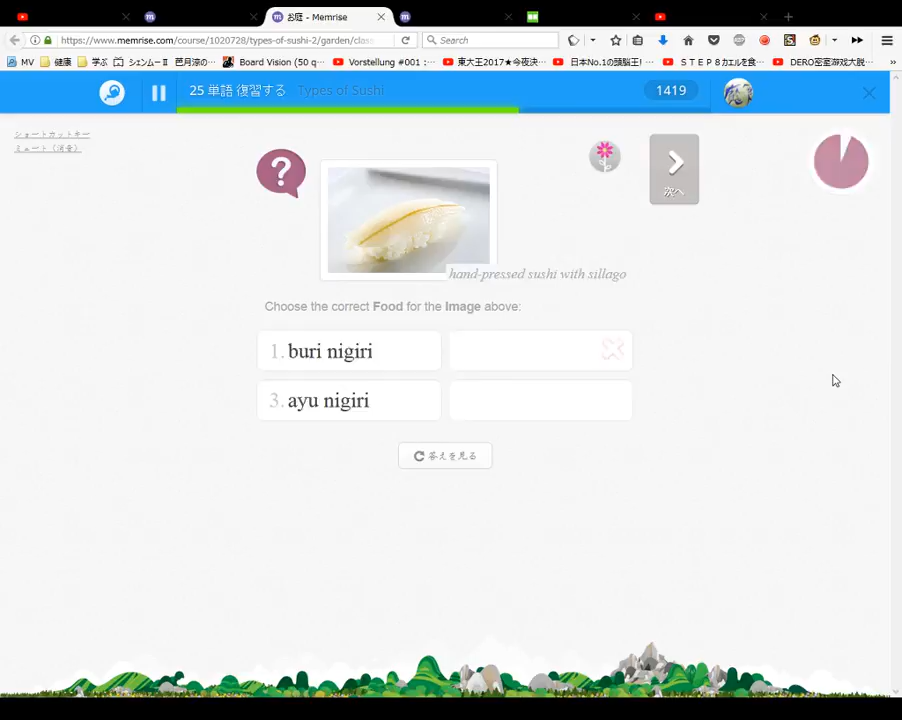 お庭 - Memrise
https://www.memrise.com/course/1020728/types-of-sushi-2/garden/clas
Search
MV
健康
学ぶ
シェンムーII
芭月涼の…
Board Vision (50 q…
Vorstellung #001 :…
東大王2017★今夜決…
日本No.1の頭脳王! …
ＳＴＥＰ８カルピルを食…
DERO密室游戏大脱…
25 単語 復習する Types of Sushi
1419
ショートカットキー
ミュート（消音）
?
次へ
hand-pressed sushi with sillago
Choose the correct Food for the Image above:
1. buri nigiri
3. ayu nigiri
答えを見る